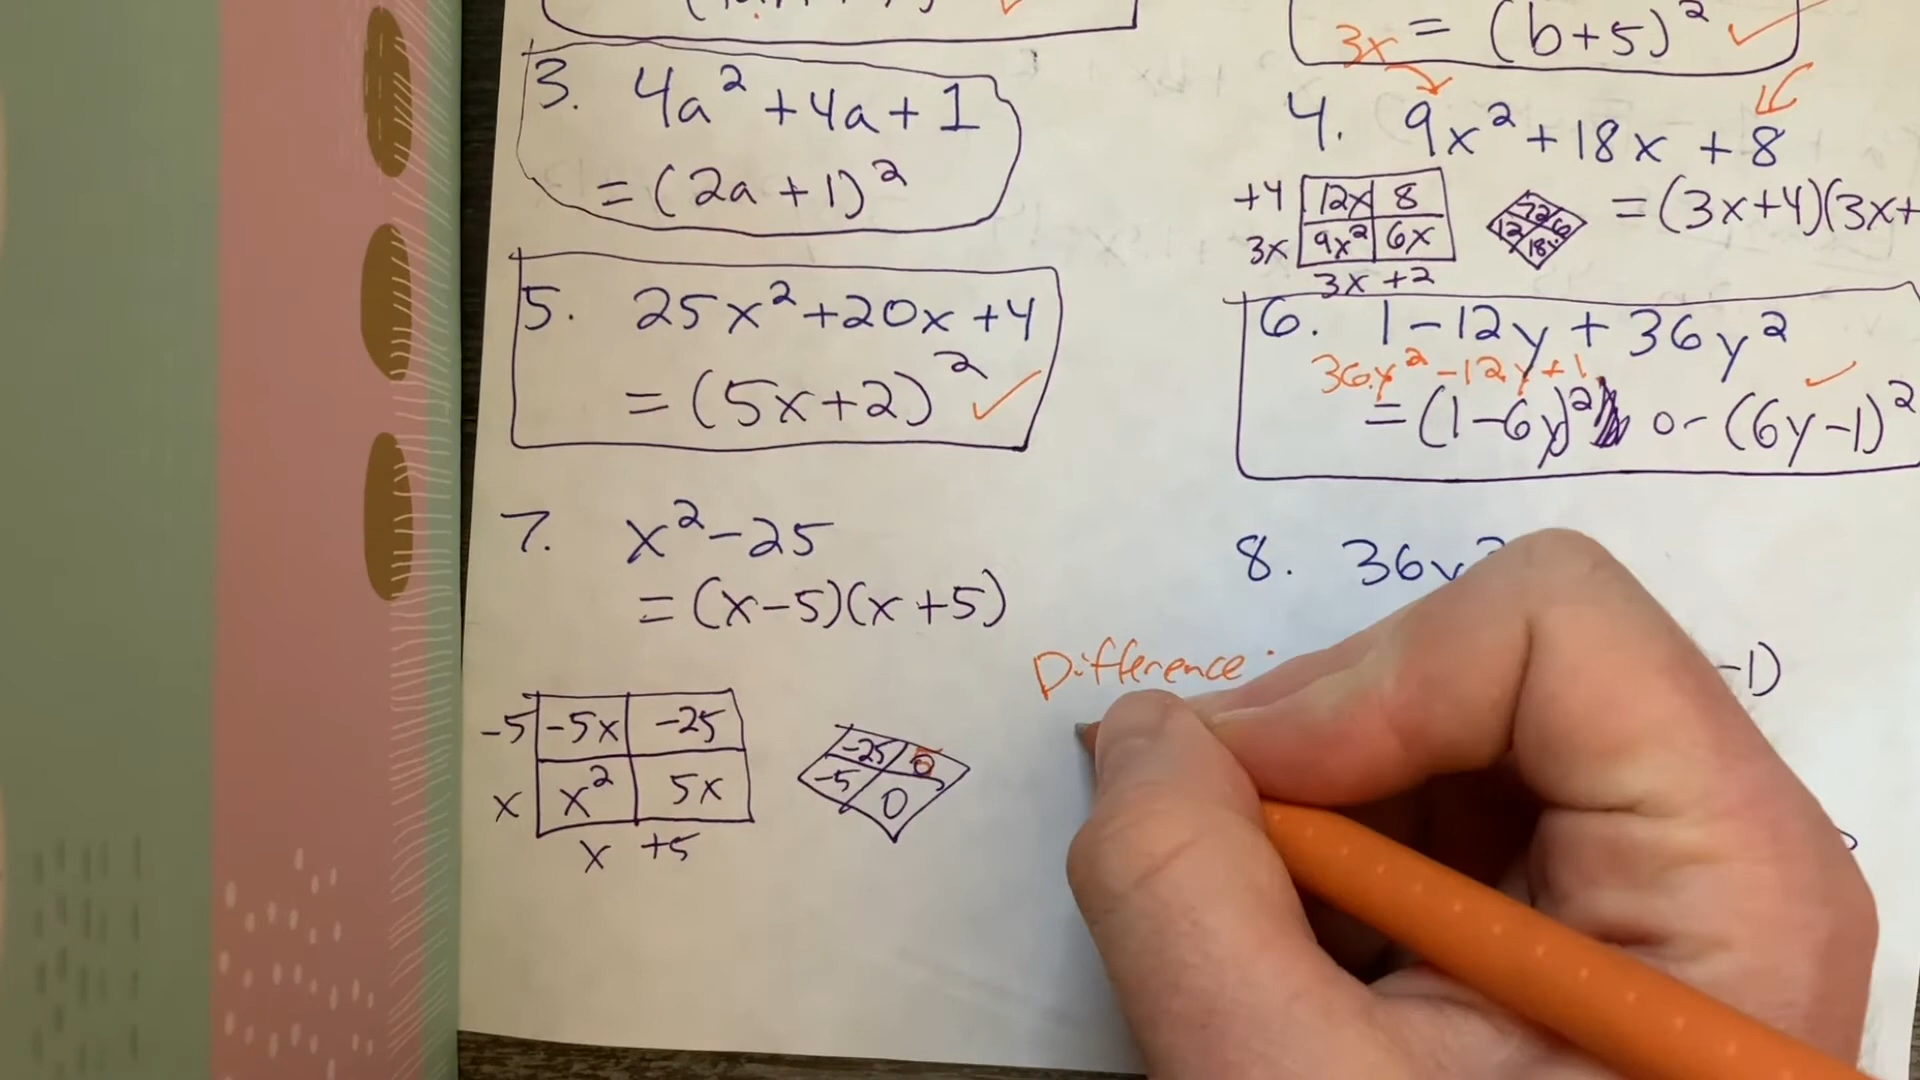 3x = (b+5)²
3. 4a² + 4a + 1
= (2a + 1)²
4. 9x² + 18x + 8
= (3x+4)(3x+
+4 12x 8
3x 9x² 6x
3x +2
72
12 6
18
5. 25x² + 20x + 4
= (5x+2)²
6. 1 - 12y + 36y²
36y² - 12y + 1
= (1-6y)² or (6y-1)²
7. x² - 25
= (x-5)(x+5)
8. 36y²
-1)
Difference
-5 -5x -25
x x² 5x
x +5
-25
-5
0